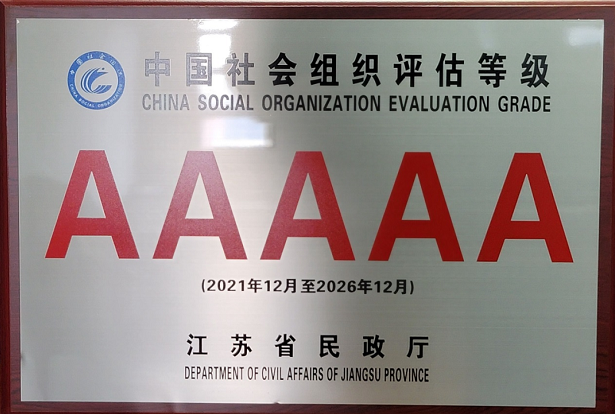 中国社会组织评估等级
CHINA SOCIAL ORGANIZATION EVALUATION GRADE
AAAAA
(2021年12月至2026年12月)
江苏省民政厅
DEPARTMENT OF CIVIL AFFAIRS OF JIANGSU PROVINCE